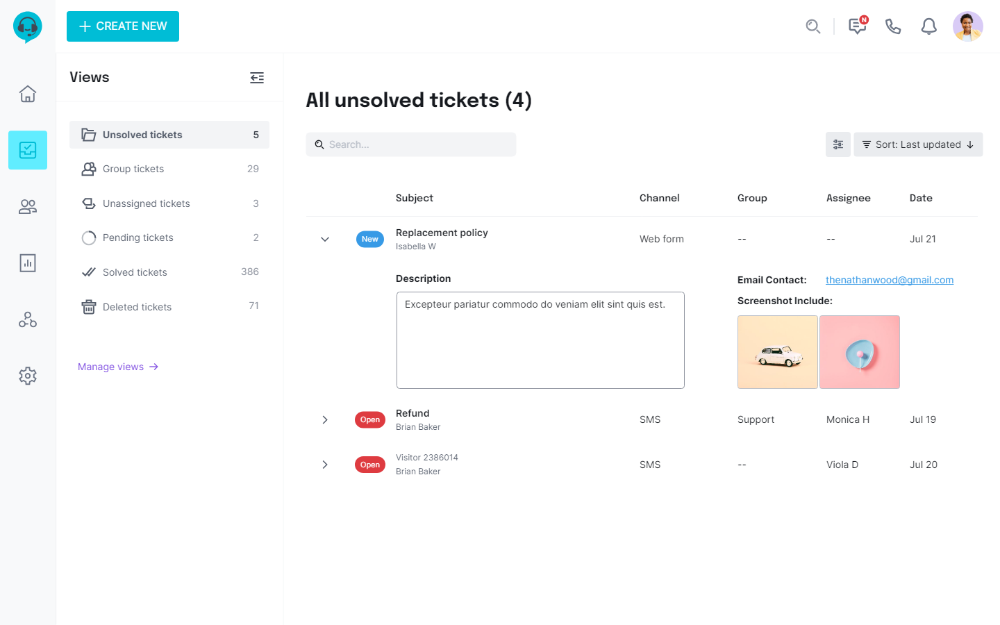 CREATE NEW
N
Views
Unsolved tickets 5
Group tickets 29
Unassigned tickets 3
Pending tickets 2
Solved tickets 386
Deleted tickets 71
Manage views
All unsolved tickets (4)
Search...
Sort: Last updated
Subject Channel Group Assignee Date
New Replacement policy Web form -- -- Jul 21
Isabella W
Description
Excepteur pariatur commodo do veniam elit sint quis est.
Email Contact: thenathanwood@gmail.com
Screenshot Include:
Open Refund SMS Support Monica H Jul 19
Brian Baker
Open Visitor 2386014 SMS -- Viola D Jul 20
Brian Baker